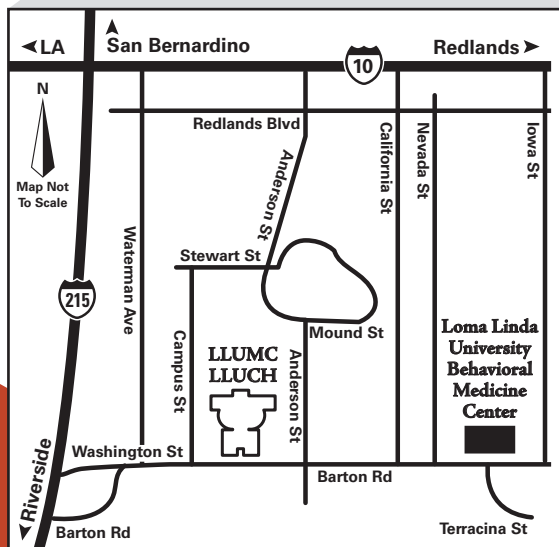 LA
San Bernardino
Redlands
10
N
Map Not
To Scale
Redlands Blvd
Anderson St
California St
Nevada St
Iowa St
Waterman Ave
Stewart St
215
Mound St
Campus St
LLUMC
LLUCH
Anderson St
Loma Linda
University
Behavioral
Medicine
Center
Washington St
Barton Rd
Riverside
Barton Rd
Terracina St